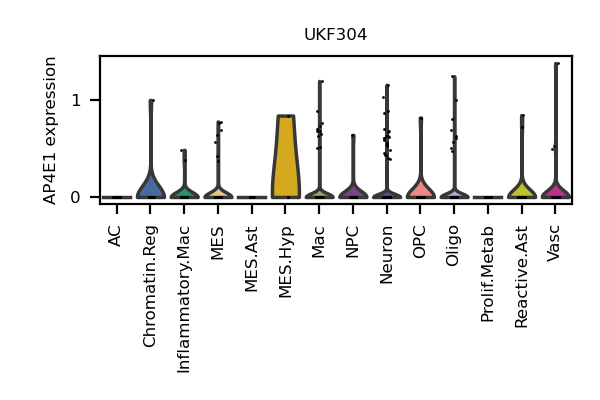 UKF304
AP4E1 expression
1
0
AC
Chromatin.Reg
Inflammatory.Mac
MES
MES.Ast
MES.Hyp
Mac
NPC
Neuron
OPC
Oligo
Prolif.Metab
Reactive.Ast
Vasc